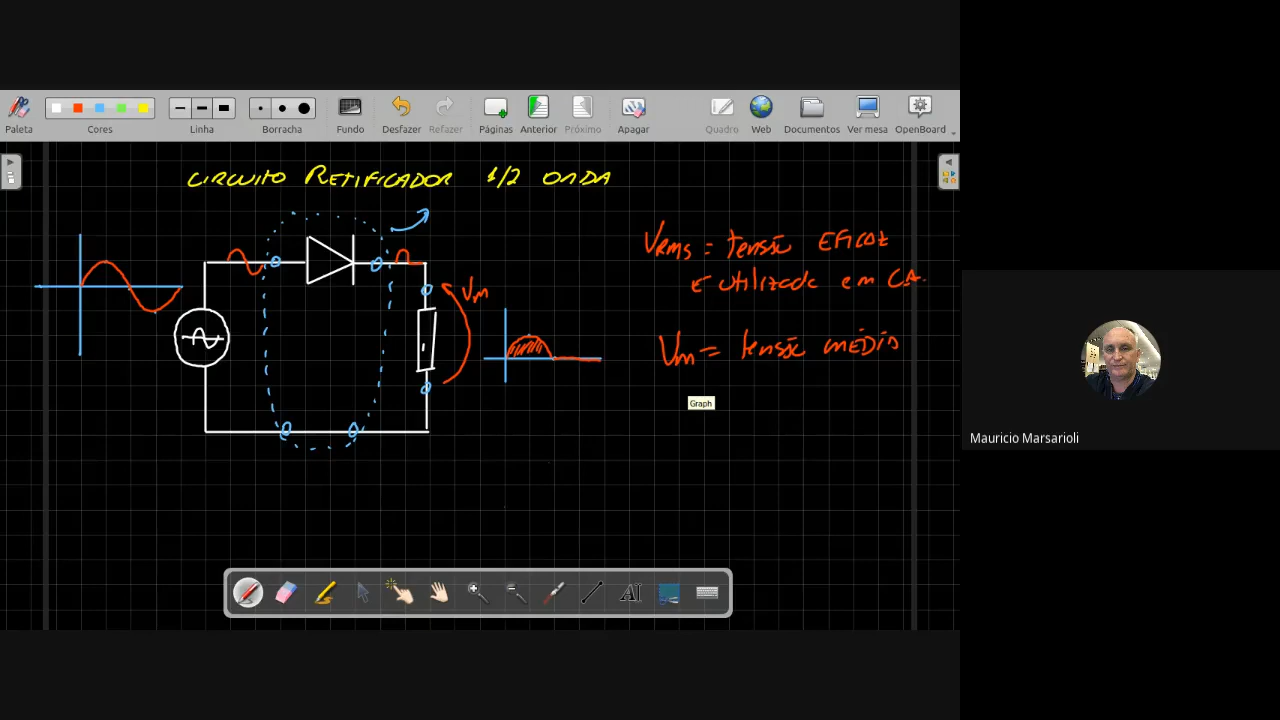 Paleta
Cores
Linha
Borracha
Fundo
Desfazer
Refazer
Páginas
Anterior
Próximo
Apagar
Quadro
Web
Documentos
Ver mesa
OpenBoard
CIRCUITO RETIFICADOR 1/2 ONDA
VRMS = tensão EFICAZ
É utilizada em CA.
Vm
Vm = tensão MÉDIA
Graph
Mauricio Marsarioli
AI